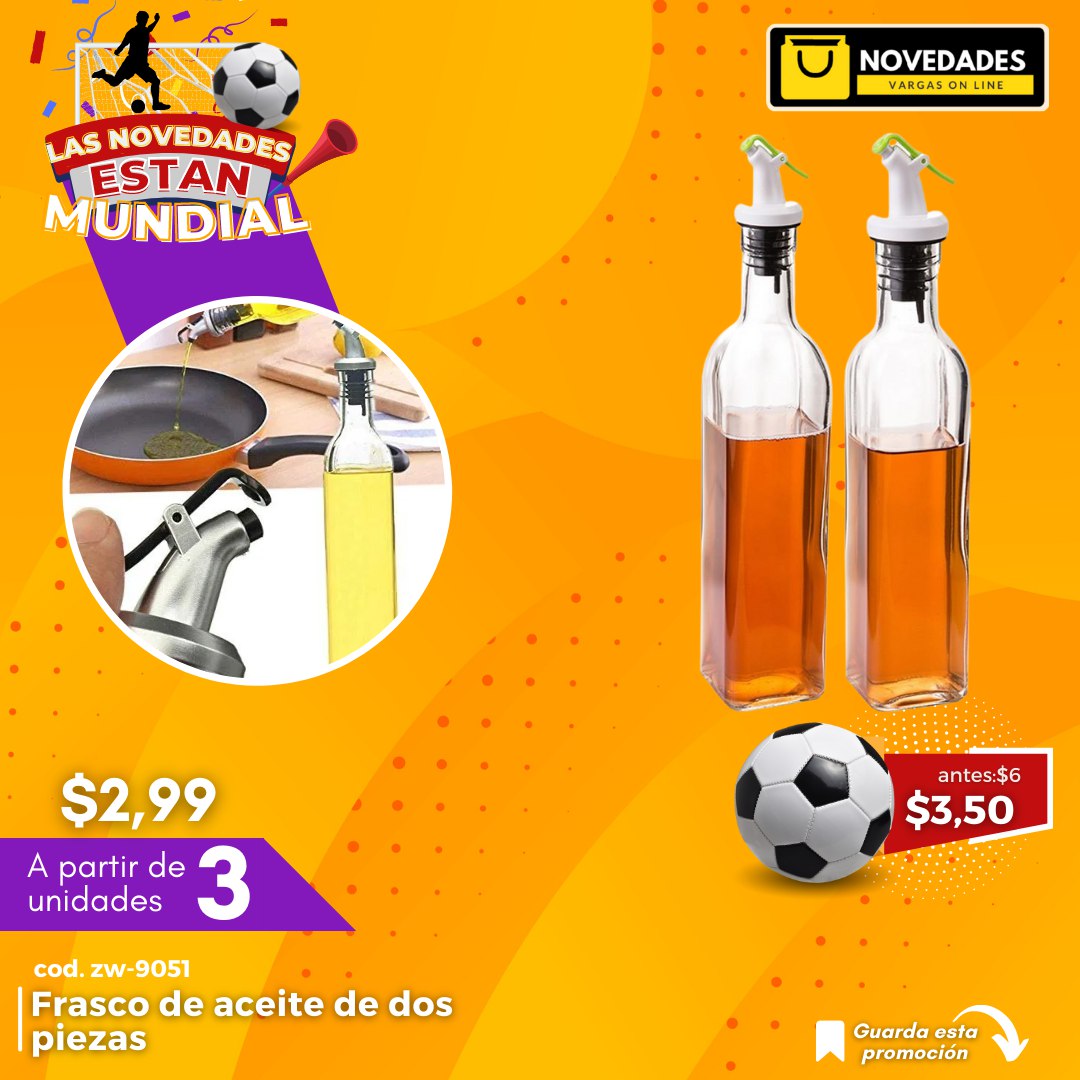 LAS NOVEDADES
ESTAN
MUNDIAL
NOVEDADES
VARGAS ON LINE
antes:$6
$3,50
$2,99
A partir de 3
unidades
cod. zw-9051
Frasco de aceite de dos
piezas
Guarda esta
promoción